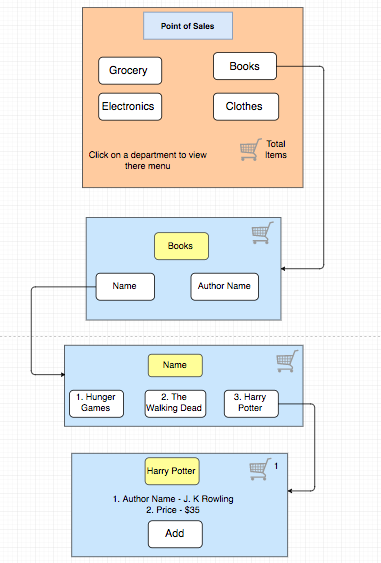 Point of Sales
Grocery
Books
Electronics
Clothes
Total
Items
Click on a department to view
there menu
Books
Name
Author Name
Name
1. Hunger
Games
2. The
Walking Dead
3. Harry
Potter
Harry Potter
1
1. Author Name - J. K Rowling
2. Price - $35
Add